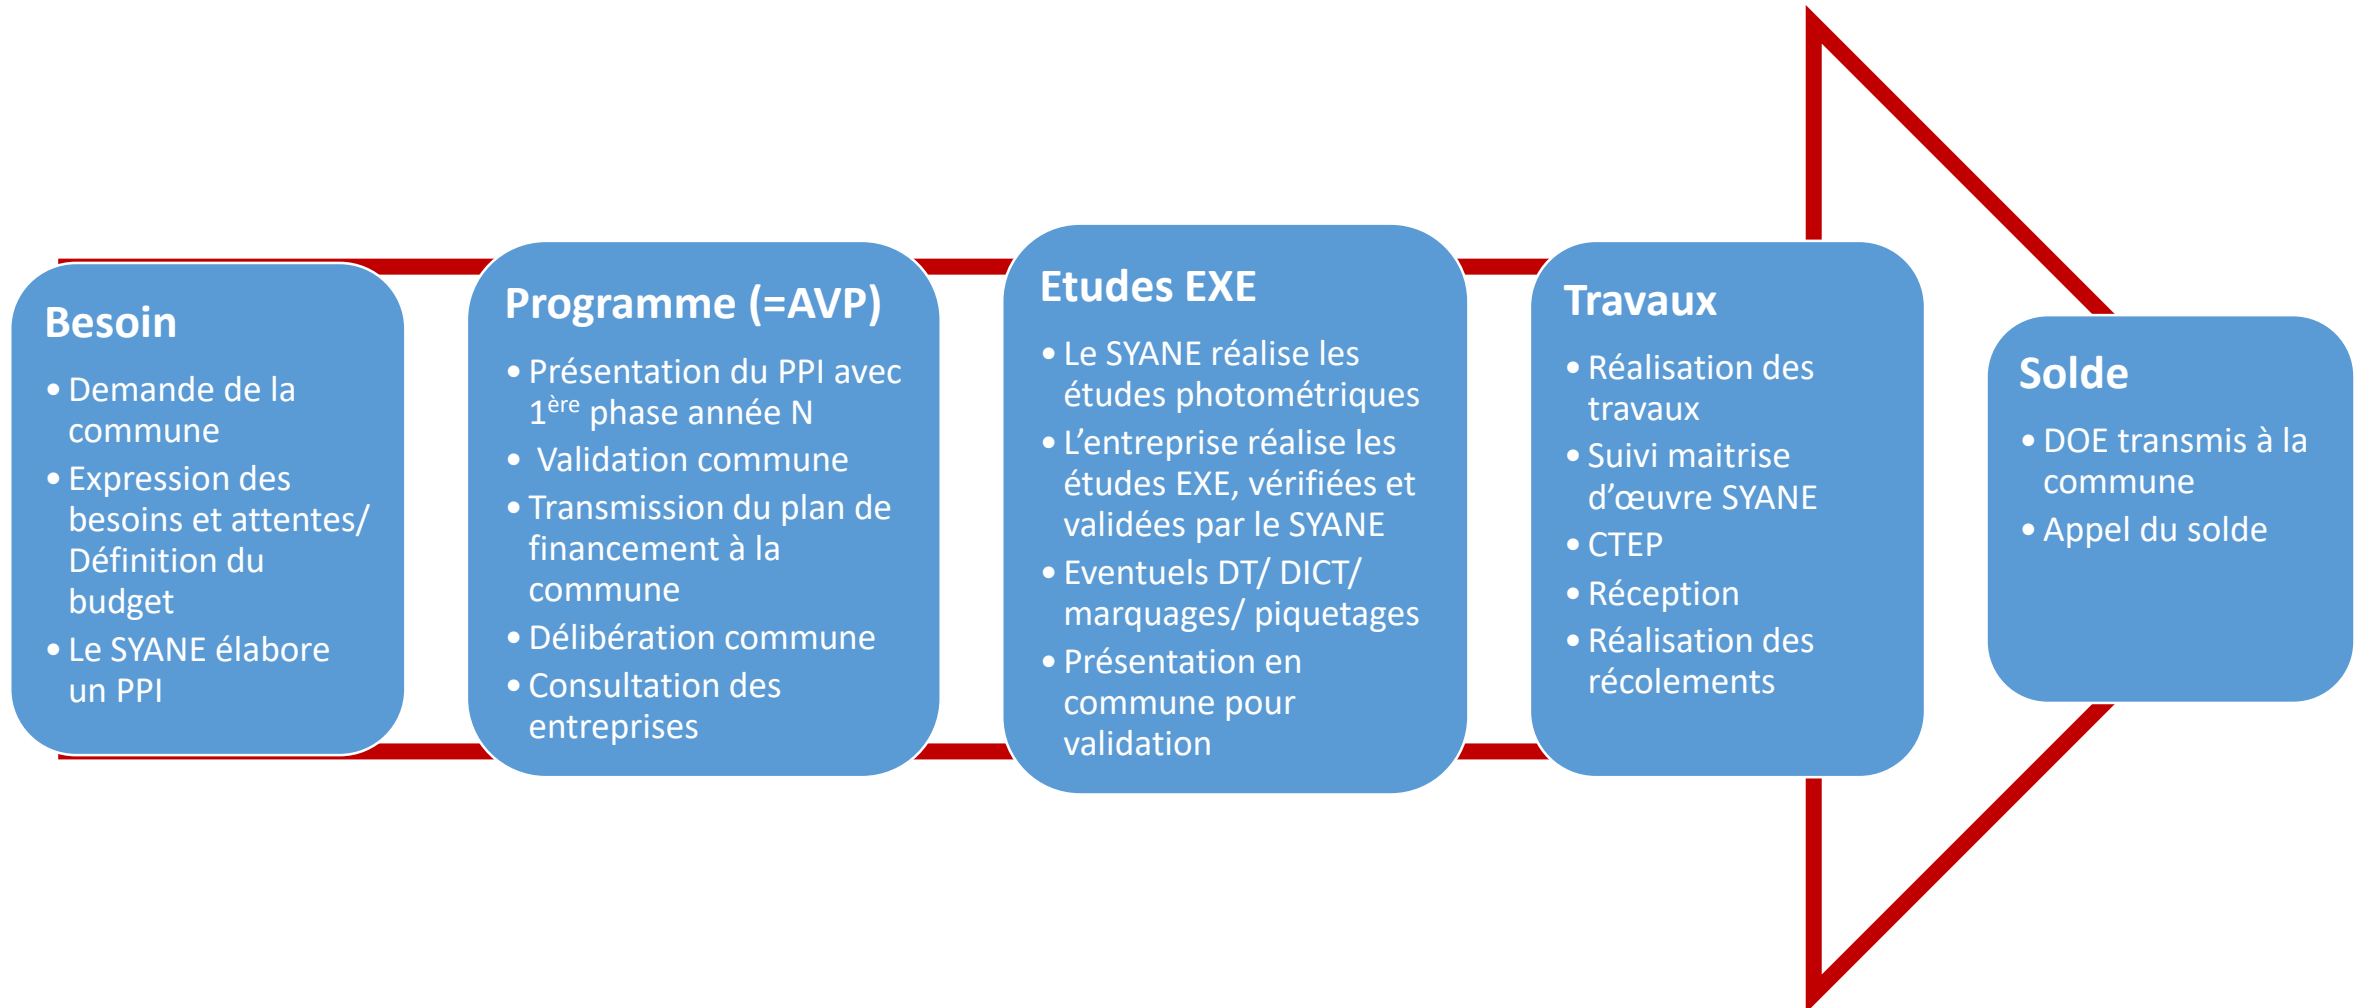 Besoin
• Demande de la
commune
• Expression des
besoins et attentes/
Définition du
budget
• Le SYANE élabore
un PPI
Programme (=AVP)
• Présentation du PPI avec
1ère phase année N
• Validation commune
• Transmission du plan de
financement à la
commune
• Délibération commune
• Consultation des
entreprises
Etudes EXE
• Le SYANE réalise les
études photométriques
• L’entreprise réalise les
études EXE, vérifiées et
validées par le SYANE
• Eventuels DT/ DICT/
marquages/ piquetages
• Présentation en
commune pour
validation
Travaux
• Réalisation des
travaux
• Suivi maitrise
d’œuvre SYANE
• CTEP
• Réception
• Réalisation des
récolements
Solde
• DOE transmis à la
commune
• Appel du solde